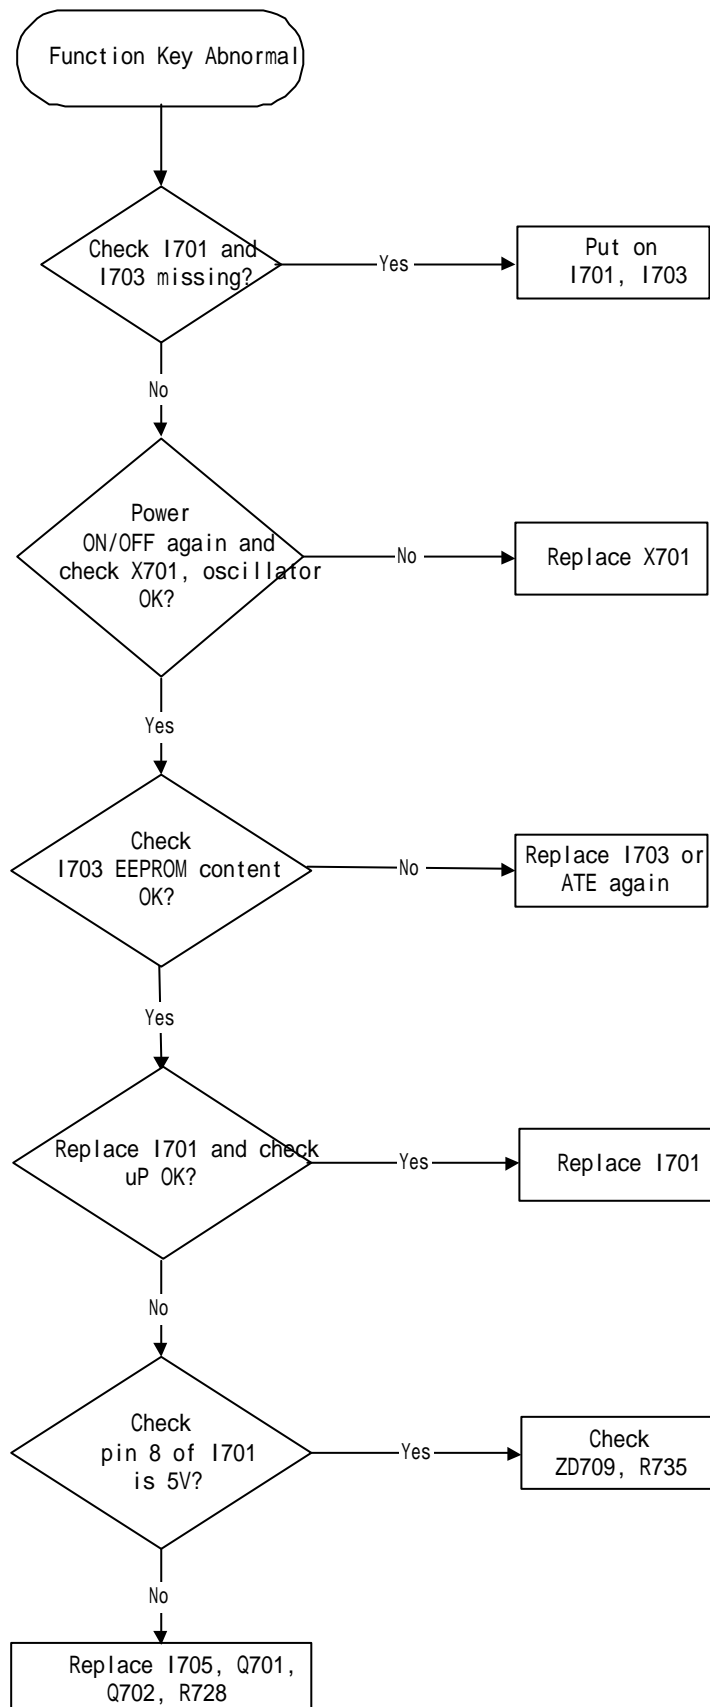 Function Key Abnormal
Check I701 and
I703 missing?
Yes
Put on
I701, I703
No
Power
ON/OFF again and
check X701, oscillator
OK?
No
Replace X701
Yes
Check
I703 EEPROM content
OK?
No
Replace I703 or
ATE again
Yes
Replace I701 and check
uP OK?
Yes
Replace I701
No
Check
pin 8 of I701
is 5V?
Yes
Check
ZD709, R735
No
Replace I705, Q701,
Q702, R728